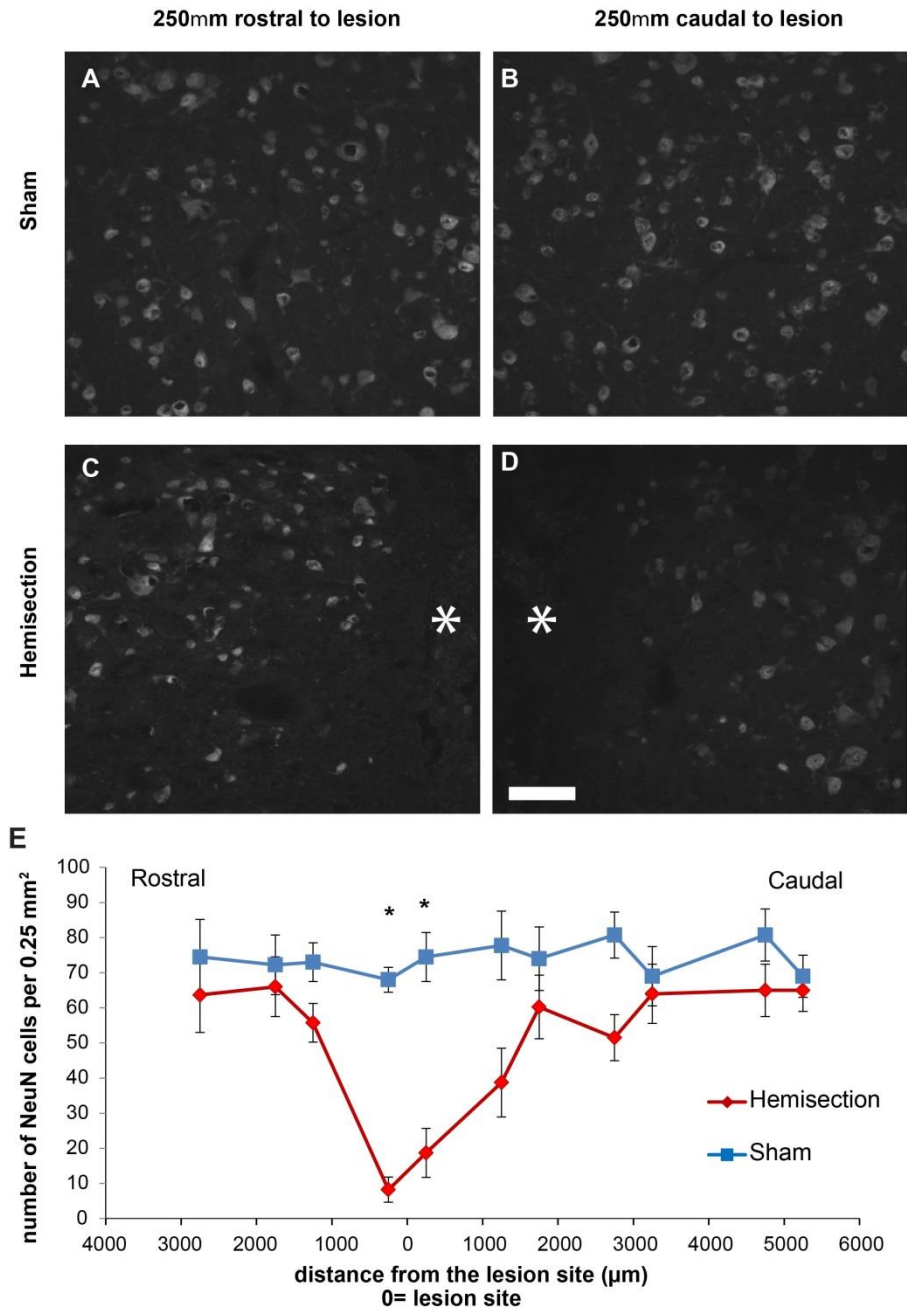 250mm rostral to lesion
250mm caudal to lesion
Sham
A
B
Hemisection
C
*
D
*
E
number of NeuN cells per 0.25 mm²
100
90
80
70
60
50
40
30
20
10
0
Rostral
Caudal
* *
Hemisection
Sham
4000 3000 2000 1000 0 1000 2000 3000 4000 5000 6000
distance from the lesion site (µm)
0= lesion site